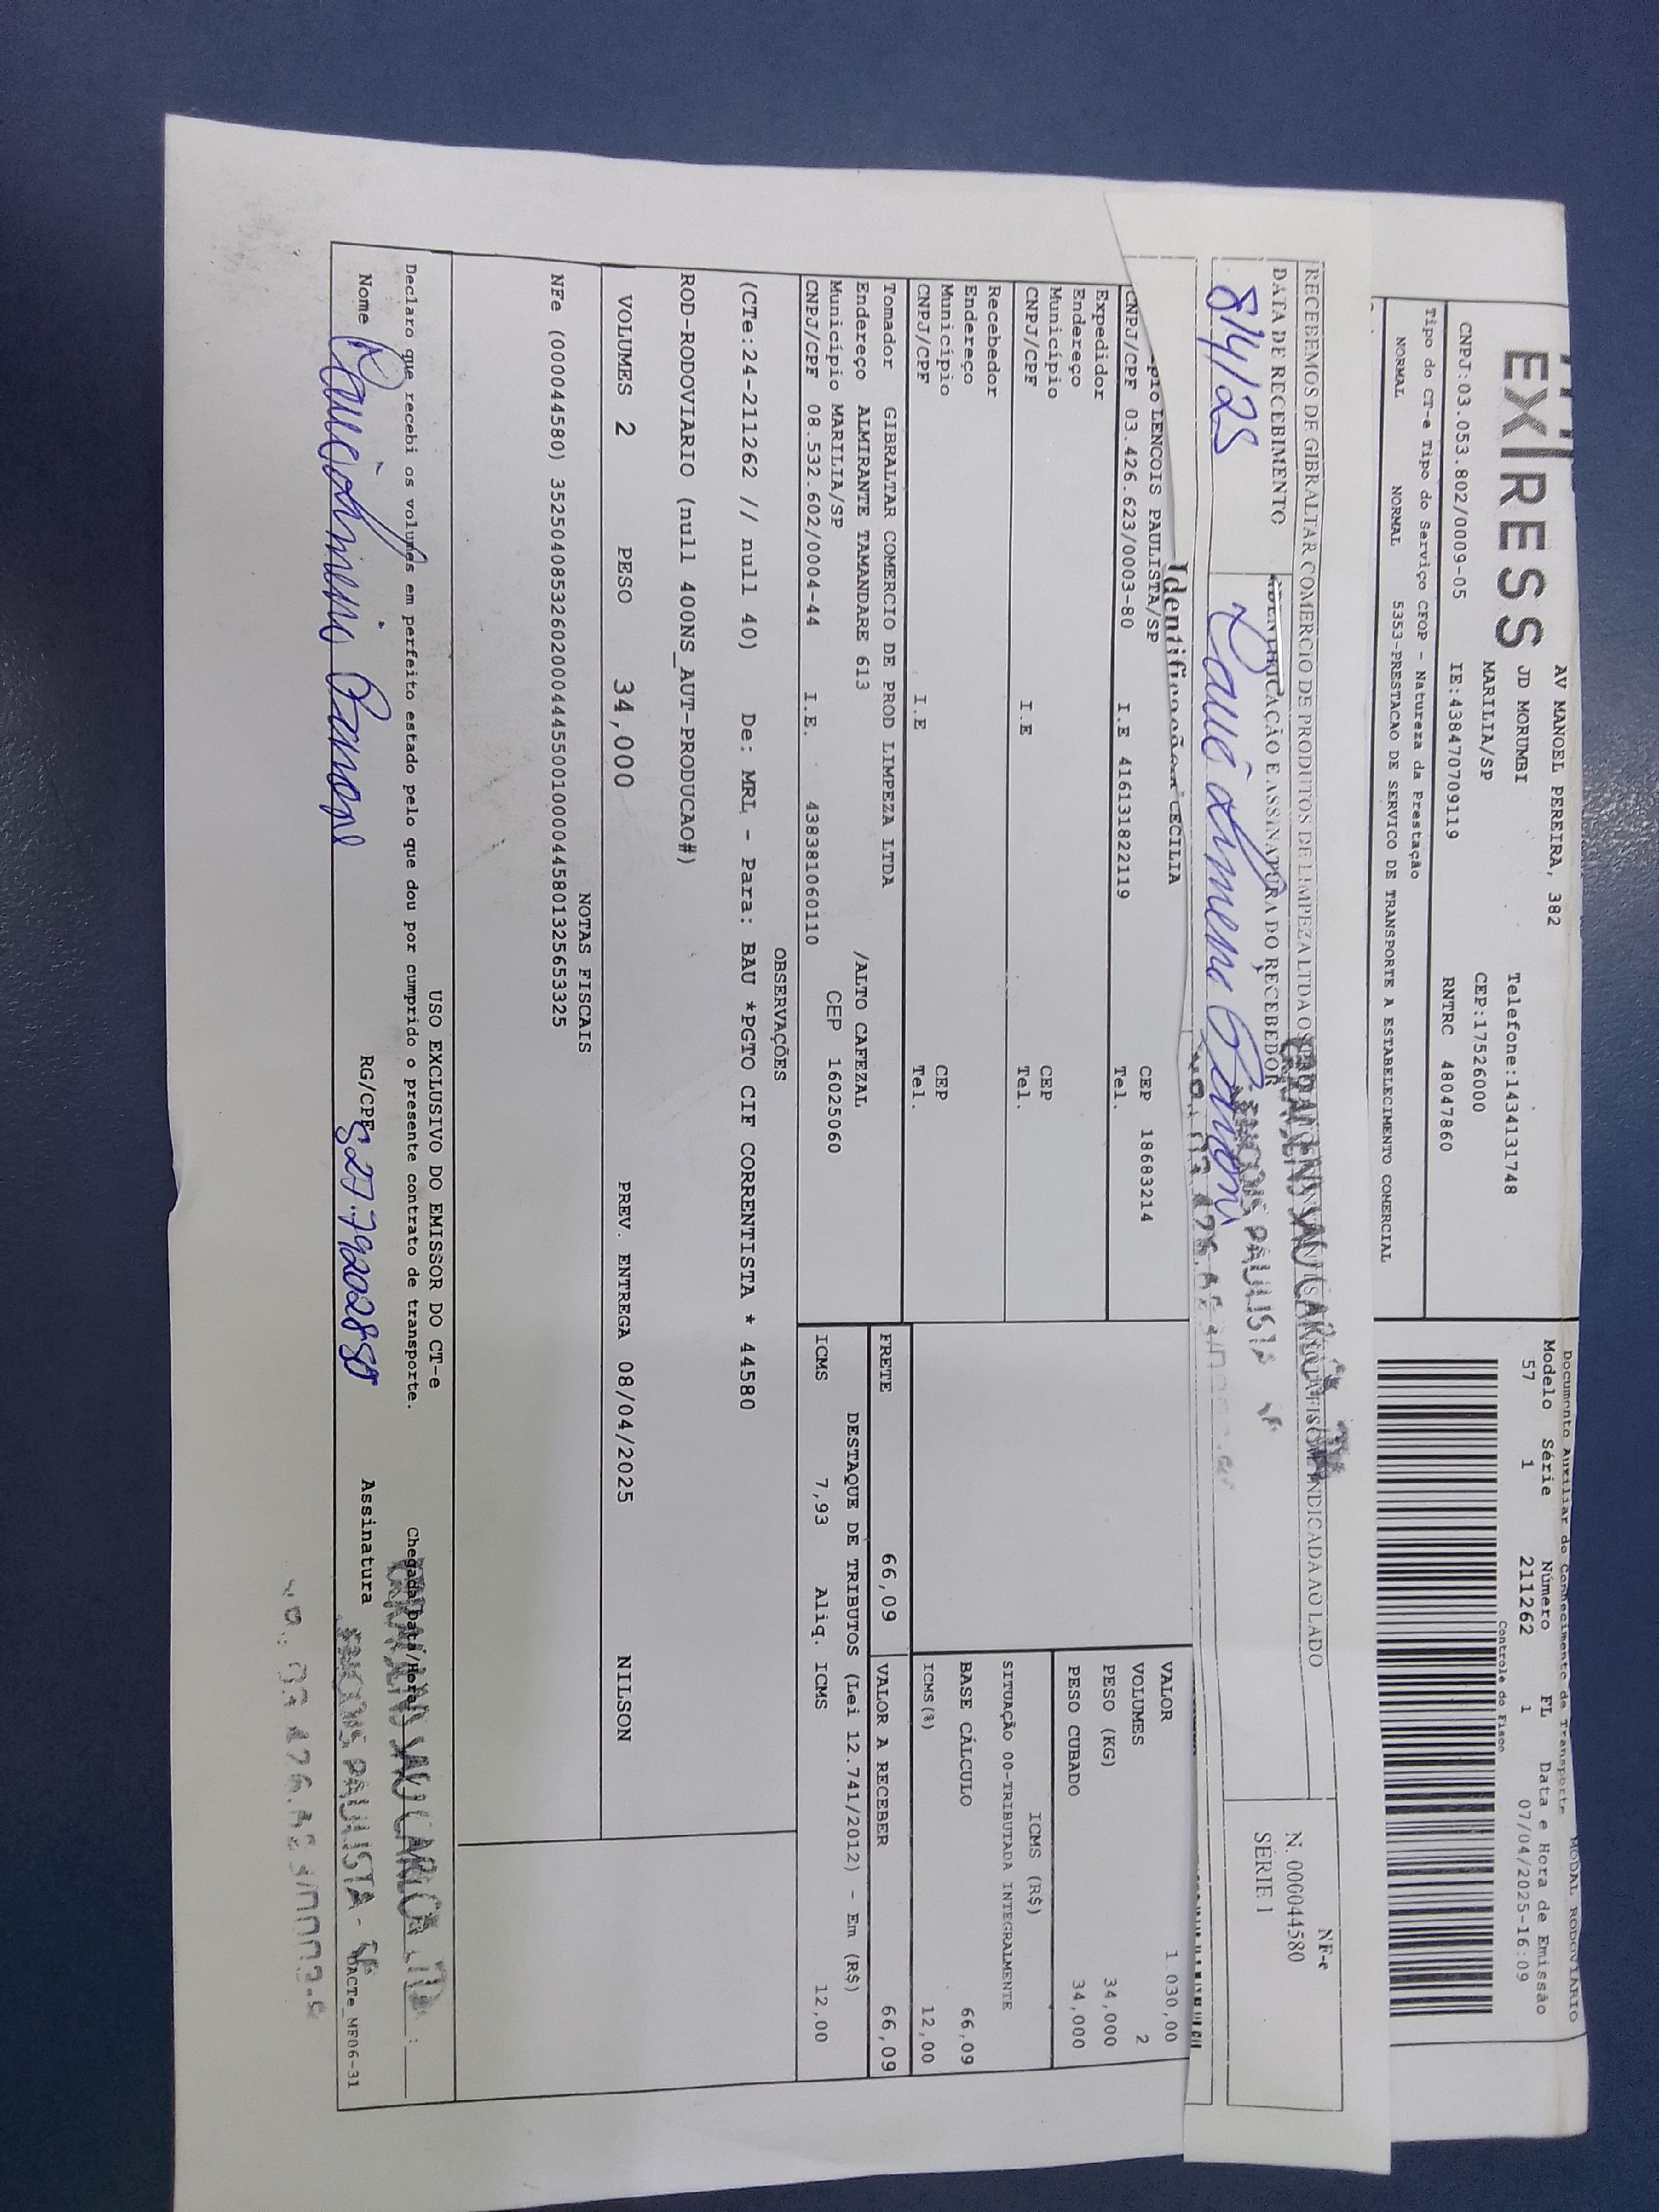 EXPRESS
AV MANOEL PEREIRA, 382
JD MORUMBI
Telefone:1434131748
MARILIA/SP
CEP:17526000
CNPJ:03.053.802/0009-05 IE:438470709119 RNTRC 48047860
Documento Auxiliar do Conhecimento de Transporte MODAL RODOVIARIO
Modelo Série Número FL Data e Hora de Emissão
57 1 211262 1 07/04/2025-16:09
Controle do Fisco
Tipo do CT-e Tipo do Serviço CFOP - Natureza da Prestação
NORMAL NORMAL 5353-PRESTACAO DE SERVICO DE TRANSPORTE A ESTABELECIMENTO COMERCIAL
RECEBEMOS DE GIBRALTAR COMERCIO DE PRODUTOS DE LIMPEZA LTDA OS INDICADA AO LADO
DATA DE RECEBIMENTO
IDENTIFICAÇÃO E ASSINATURA DO RECEBEDOR
8/4/25
LENCOIS PAULISTA
NF-e
N. 000044580
SÉRIE 1
CECILIA
LENCOIS PAULISTA/SP CEP 18683214
CNPJ/CPF 03.426.623/0003-80 I.E 416131822119 Tel.
Expedidor
Endereço
Município CEP
CNPJ/CPF I.E Tel.
Recebedor
Endereço
Município CEP
CNPJ/CPF I.E Tel.
VALOR 1.030,00
VOLUMES 2
PESO (KG) 34,000
PESO CUBADO 34,000
ICMS (R$)
SITUAÇÃO 00-TRIBUTADA INTEGRALMENTE
BASE CÁLCULO 66,09
ICMS(%) 12,00
Tomador GIBRALTAR COMERCIO DE PROD LIMPEZA LTDA
Endereço ALMIRANTE TAMANDARE 613 /ALTO CAFEZAL
Município MARILIA/SP CEP 16025060
CNPJ/CPF 08.532.602/0004-44 I.E. 438381060110
FRETE 66,09 VALOR A RECEBER 66,09
DESTAQUE DE TRIBUTOS (Lei 12.741/2012) - Em (R$)
ICMS 7,93 Aliq. ICMS 12,00
OBSERVAÇÕES
(CTe:24-211262 // null 40) De: MRL - Para: BAU *PGTO CIF CORRENTISTA * 44580
ROD-RODOVIARIO (null 400NS_AUT-PRODUCAO#)
VOLUMES 2 PESO 34,000 PREV. ENTREGA 08/04/2025 NILSON
NOTAS FISCAIS
NFe (000044580) 35250408532602000444550010000445801325653325
USO EXCLUSIVO DO EMISSOR DO CT-e
Declaro que recebi os volumes em perfeito estado pelo que dou por cumprido o presente contrato de transporte. Chegada Data/Hora
Nome
RG/CPF
Assinatura
LENCOIS PAULISTA - SP
DACTe_MF06-31